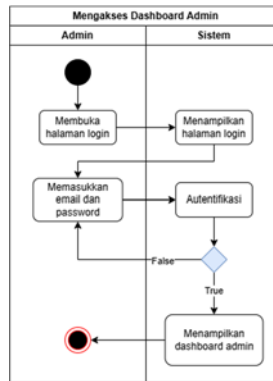 Mengakses Dashboard Admin
Admin
Sistem
Membuka
halaman login
Menampilkan
halaman login
Memasukkan
email dan
password
Autentifikasi
False
True
Menampilkan
dashboard admin